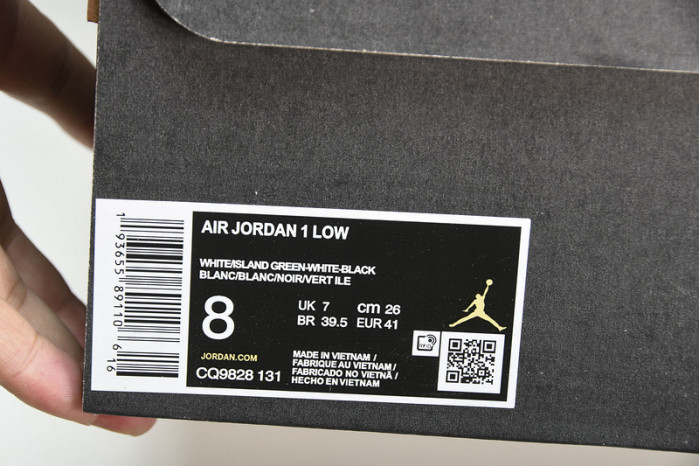 AIR JORDAN 1 LOW
WHITE/ISLAND GREEN-WHITE-BLACK
BLANC/BLANC/NOIR/VERT ILE
8
UK 7 cm 26
BR 39.5 EUR 41
JORDAN.COM
CQ9828 131
MADE IN VIETNAM /
FABRIQUE AU VIETNAM /
FABRICADO NO VIETNÃ /
HECHO EN VIETNAM
1 93655 89110 6 16